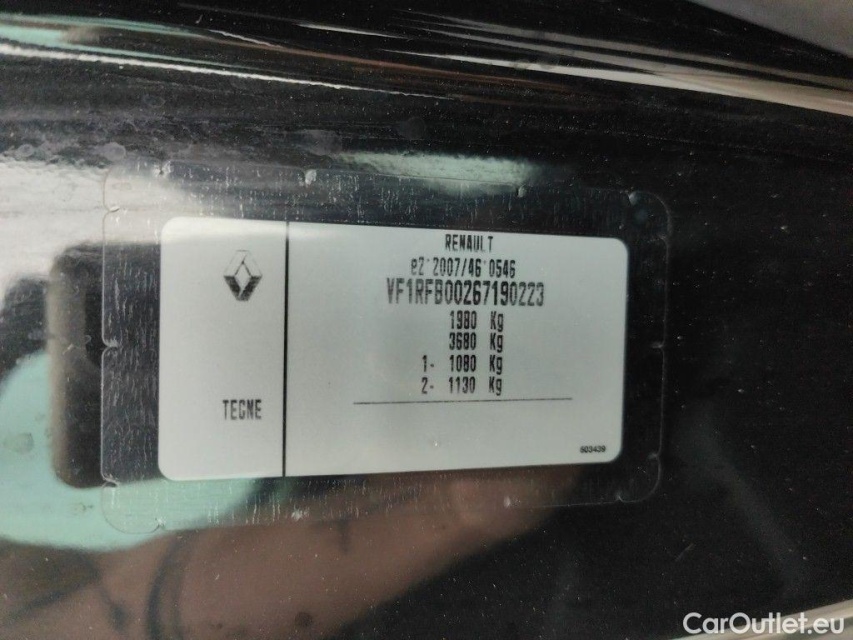 RENAULT
e2*2007/46*0546
VF1RFB00267190223
1980 Kg
3680 Kg
1- 1080 Kg
2- 1130 Kg
TECNE
603439
CarOutlet.eu